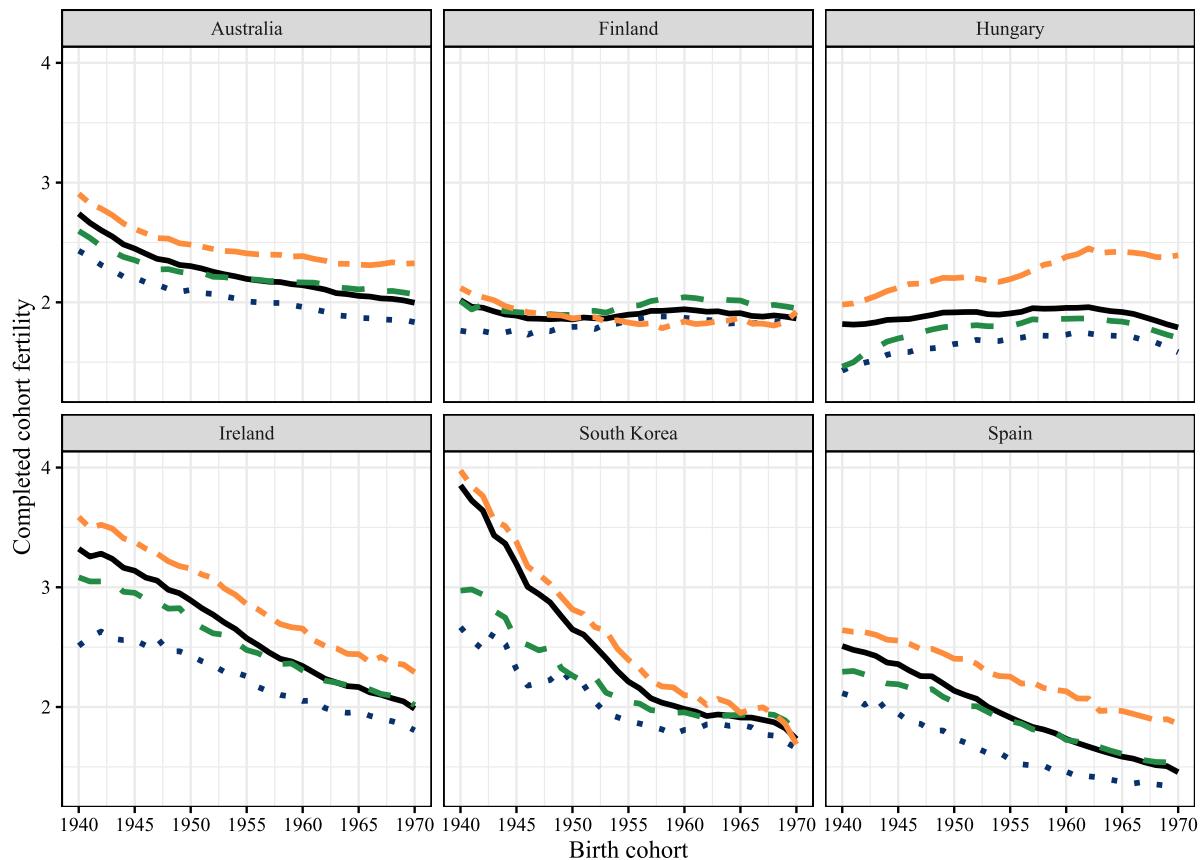 Australia Finland Hungary
4
3
2
Completed cohort fertility
Ireland South Korea Spain
4
3
2
1940 1945 1950 1955 1960 1965 1970 1940 1945 1950 1955 1960 1965 1970 1940 1945 1950 1955 1960 1965 1970
Birth cohort